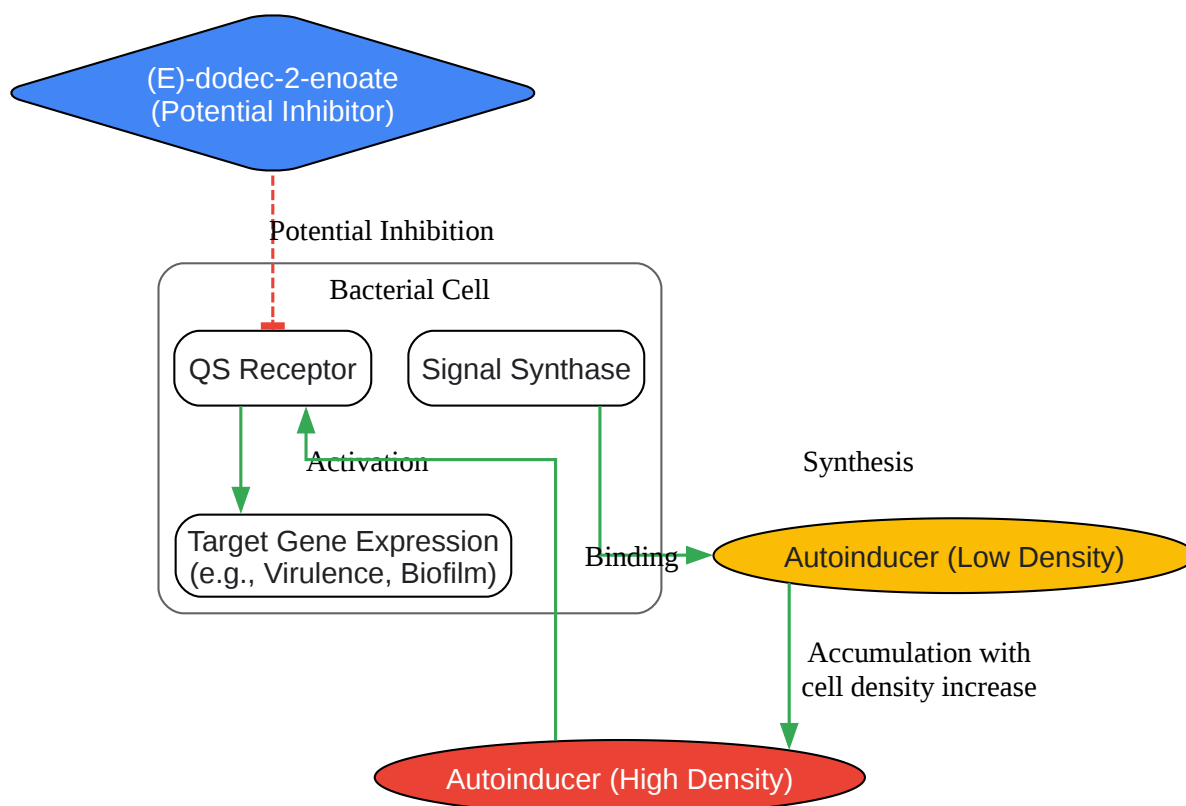 (E)-dodec-2-enoate
(Potential Inhibitor)
Potential Inhibition
Bacterial Cell
QS Receptor
Signal Synthase
Activation
Synthesis
Target Gene Expression
(e.g., Virulence, Biofilm)
Binding
Autoinducer (Low Density)
Accumulation with
cell density increase
Autoinducer (High Density)